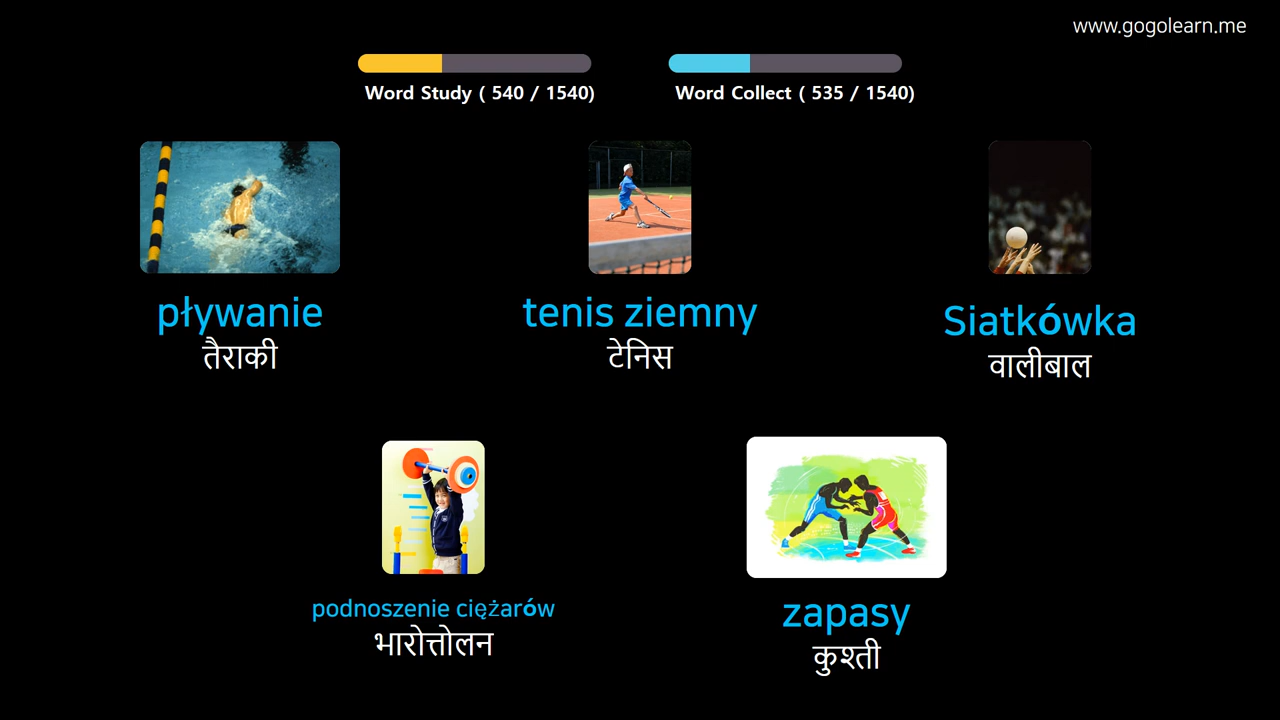 www.gogolearn.me
Word Study ( 540 / 1540)
Word Collect ( 535 / 1540)
pływanie
तैराकी
tenis ziemny
टेनिस
Siatkówka
वालीबाल
podnoszenie ciężarów
भारोत्तोलन
zapasy
कुश्ती